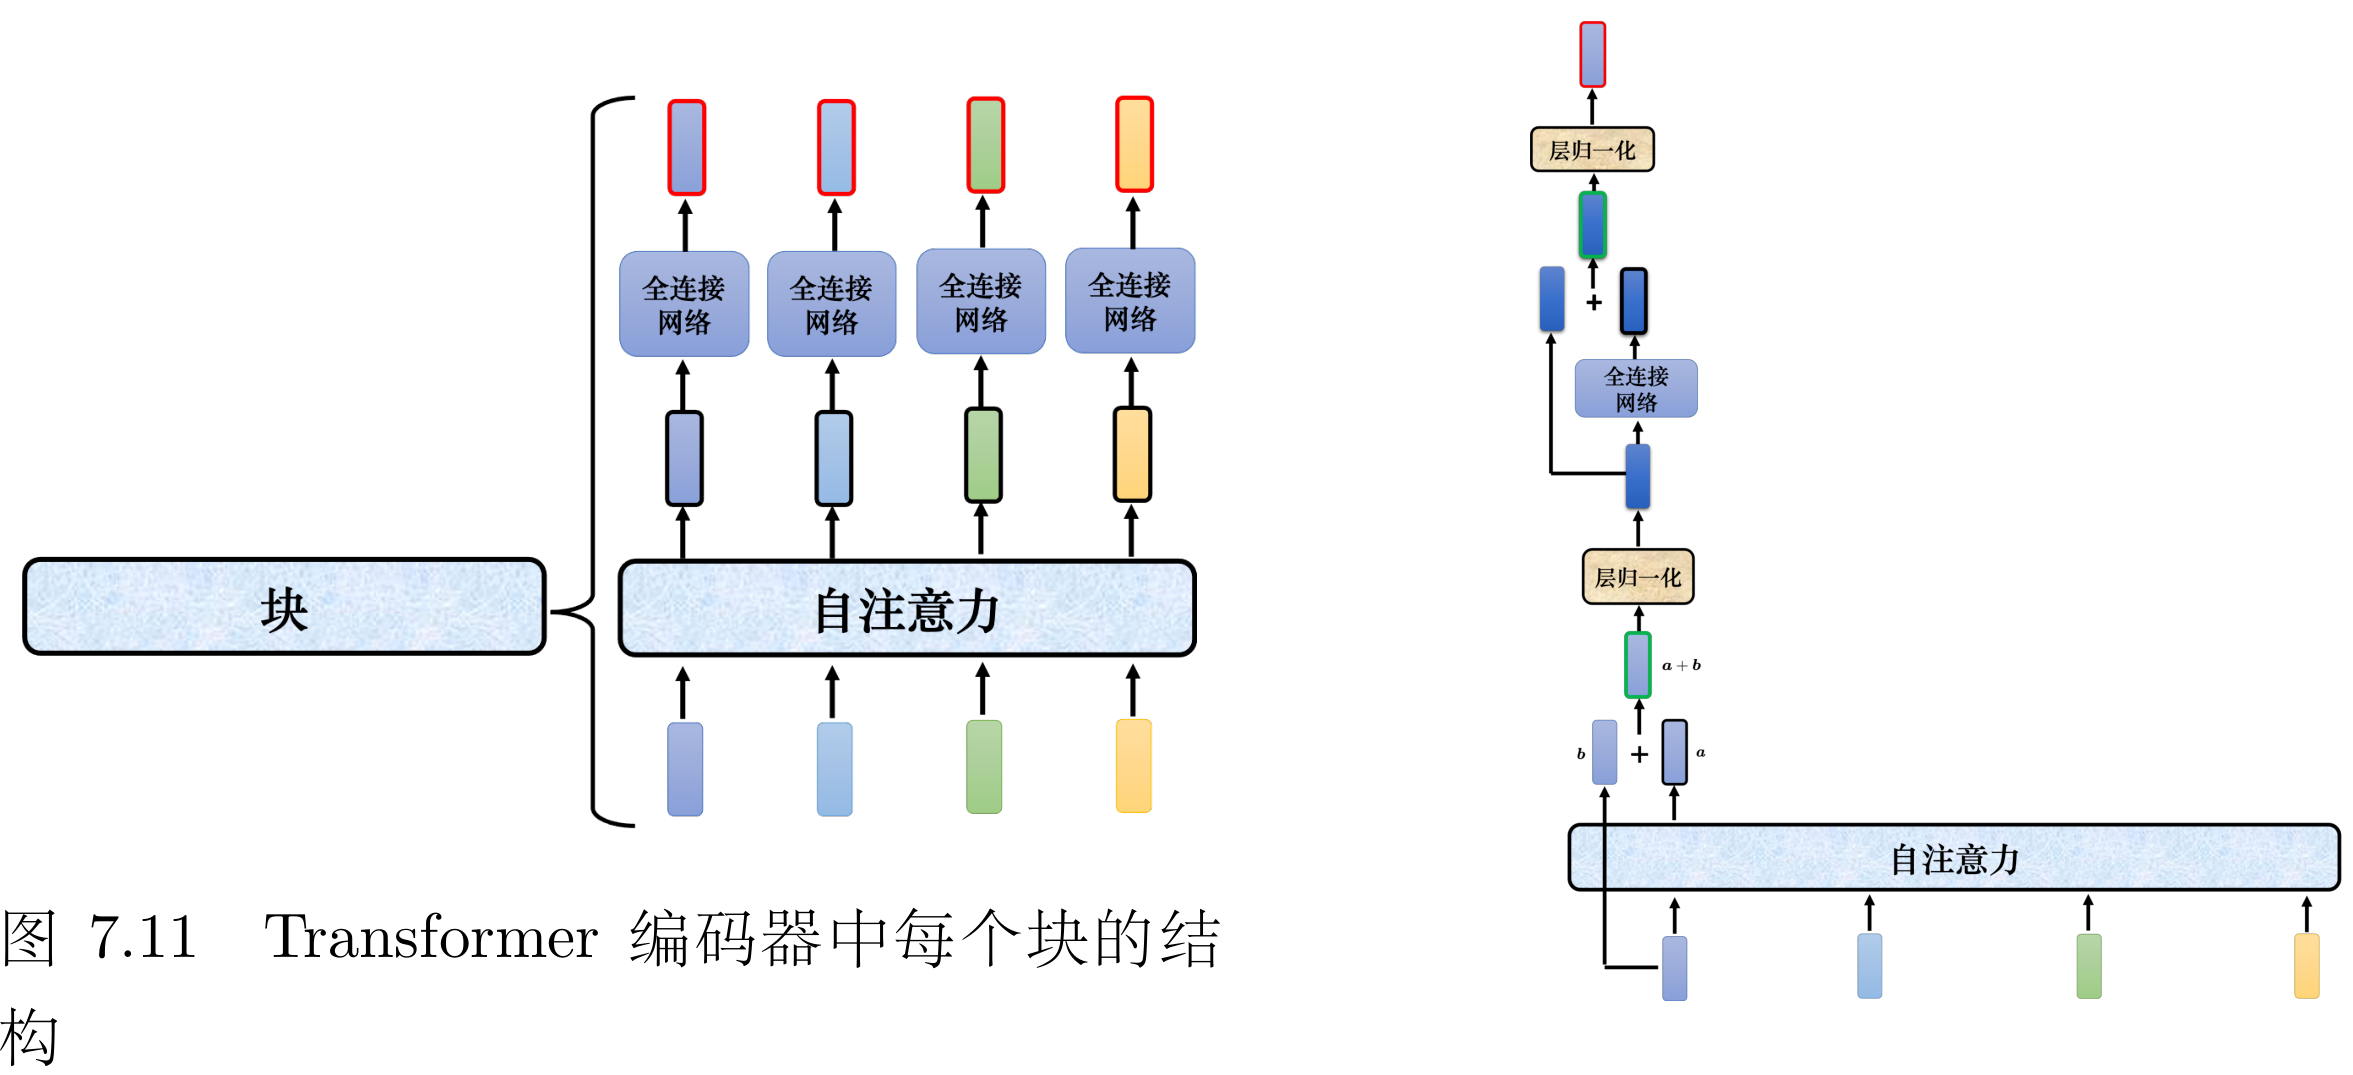 全连接
网络
全连接
网络
全连接
网络
全连接
网络
块
自注意力
图 7.11 Transformer 编码器中每个块的结
构
层归一化
+
全连接
网络
层归一化
a + b
b + a
自注意力